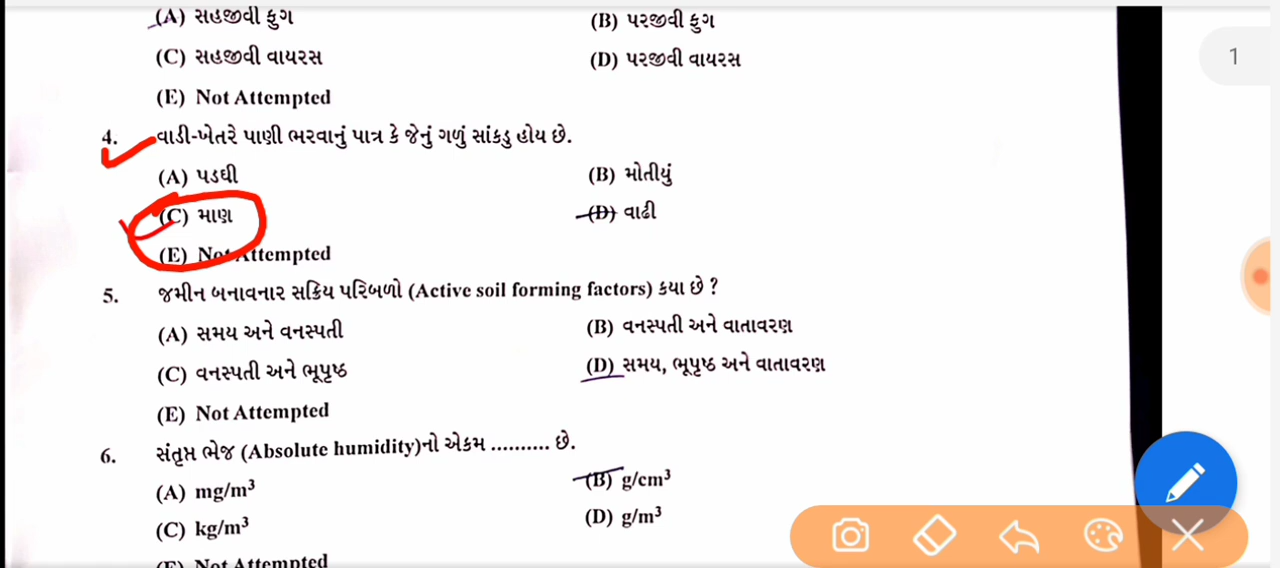 (A) સહજીવી ફુગ (B) પરજીવી ફુગ
(C) સહજીવી વાયરસ (D) પરજીવી વાયરસ
(E) Not Attempted
4. વાડી-ખેતરે પાણી ભરવાનું પાત્ર કે જેનું ગળું સાંકડુ હોય છે.
(A) પડઘી (B) મોતીયું
(C) માણ (D) વાઢી
(E) Not Attempted
5. જમીન બનાવનાર સક્રિય પરિબળો (Active soil forming factors) કયા છે ?
(A) સમય અને વનસ્પતી (B) વનસ્પતી અને વાતાવરણ
(C) વનસ્પતી અને ભૂપૃષ્ઠ (D) સમય, ભૂપૃષ્ઠ અને વાતાવરણ
(E) Not Attempted
6. સંતૃપ્ત ભેજ (Absolute humidity)નો એકમ .......... છે.
(A) mg/m³ (B) g/cm³
(C) kg/m³ (D) g/m³
(E) Not Attempted
1